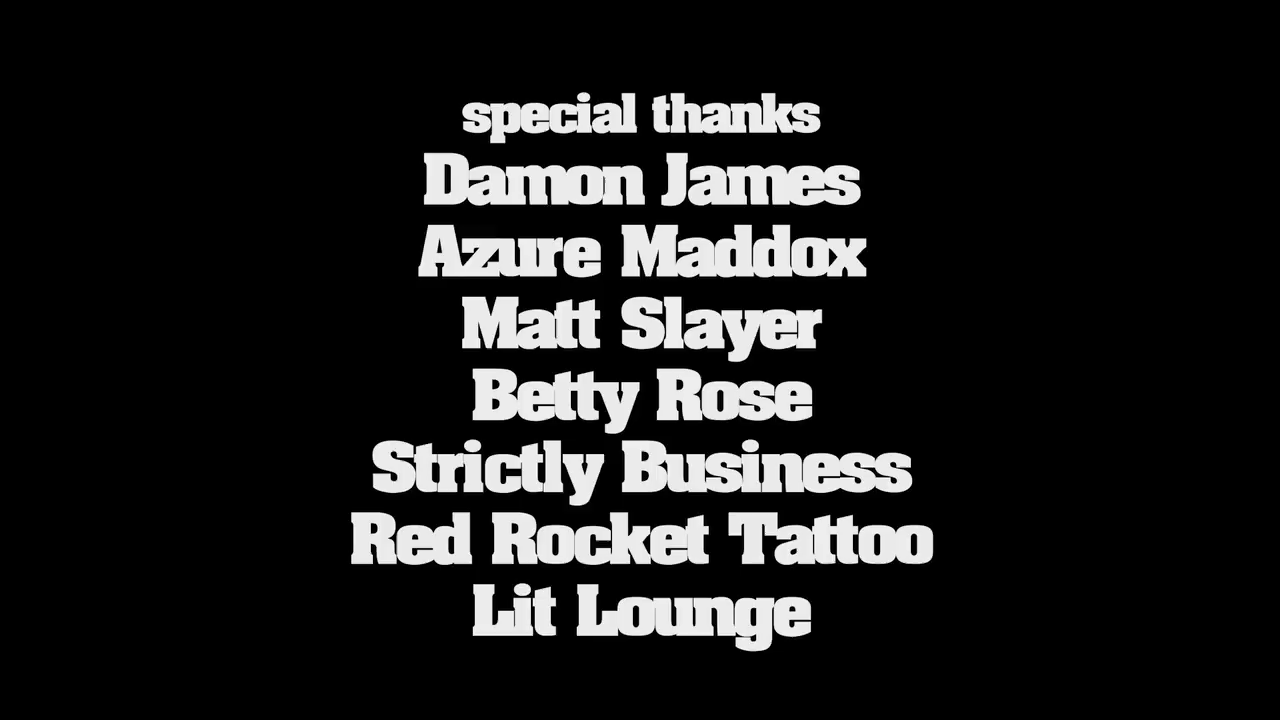 special thanks
Damon James
Azure Maddox
Matt Slayer
Betty Rose
Strictly Business
Red Rocket Tattoo
Lit Lounge